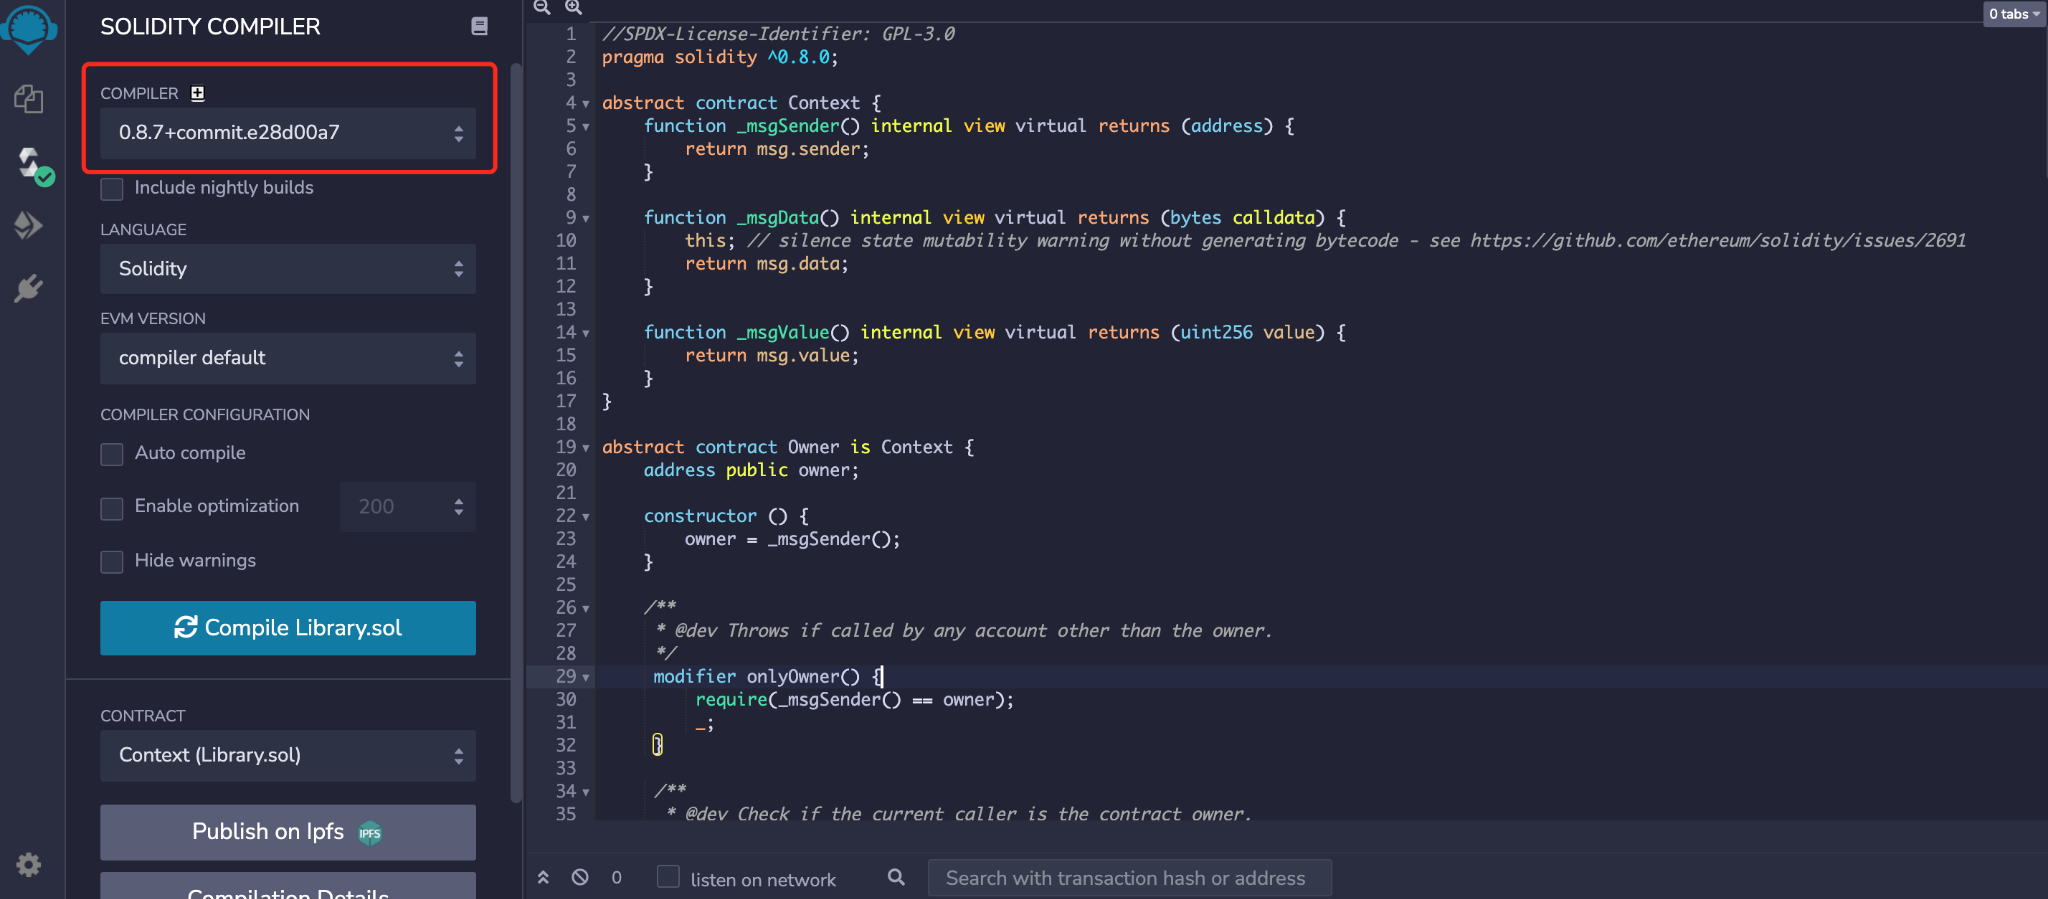 SOLIDITY COMPILER
COMPILER
0.8.7+commit.e28d00a7
Include nightly builds
LANGUAGE
Solidity
EVM VERSION
compiler default
COMPILER CONFIGURATION
Auto compile
Enable optimization
200
Hide warnings
Compile Library.sol
CONTRACT
Context (Library.sol)
Publish on Ipfs IPFS
Compilation Details
0 tabs
1 //SPDX-License-Identifier: GPL-3.0
2 pragma solidity ^0.8.0;
3
4 abstract contract Context {
5     function _msgSender() internal view virtual returns (address) {
6         return msg.sender;
7     }
8
9     function _msgData() internal view virtual returns (bytes calldata) {
10         this; // silence state mutability warning without generating bytecode - see https://github.com/ethereum/solidity/issues/2691
11         return msg.data;
12     }
13
14     function _msgValue() internal view virtual returns (uint256 value) {
15         return msg.value;
16     }
17 }
18
19 abstract contract Owner is Context {
20     address public owner;
21
22     constructor () {
23         owner = _msgSender();
24     }
25
26     /**
27      * @dev Throws if called by any account other than the owner.
28      */
29      modifier onlyOwner() {
30          require(_msgSender() == owner);
31          _;
32      }
33
34      /**
35       * @dev Check if the current caller is the contract owner.
0
listen on network
Search with transaction hash or address